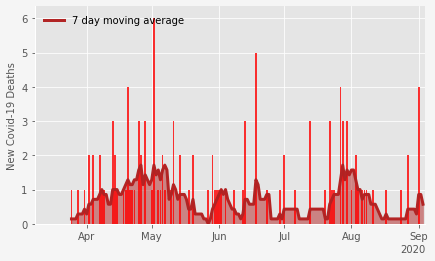 7 day moving average
New Covid-19 Deaths
6
5
4
3
2
1
0
Apr
May
Jun
Jul
Aug
Sep
2020